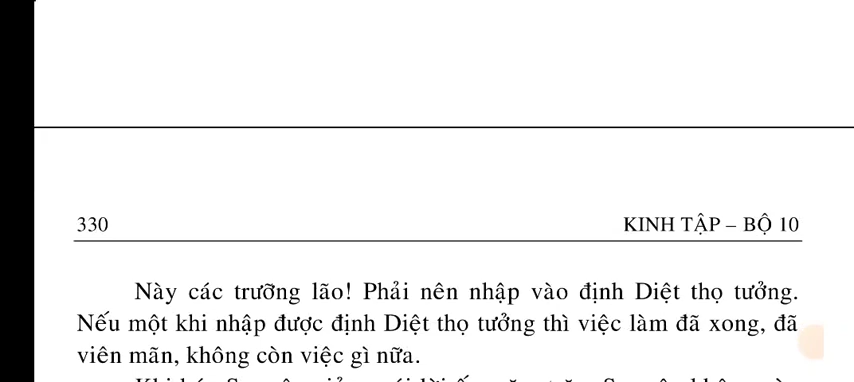 330
KINH TẬP – BỘ 10
Này các trưỡng lão! Phải nên nhập vào định Diệt thọ tưởng.
Nếu một khi nhập được định Diệt thọ tưởng thì việc làm đã xong, đã
viên mãn, không còn việc gì nữa.